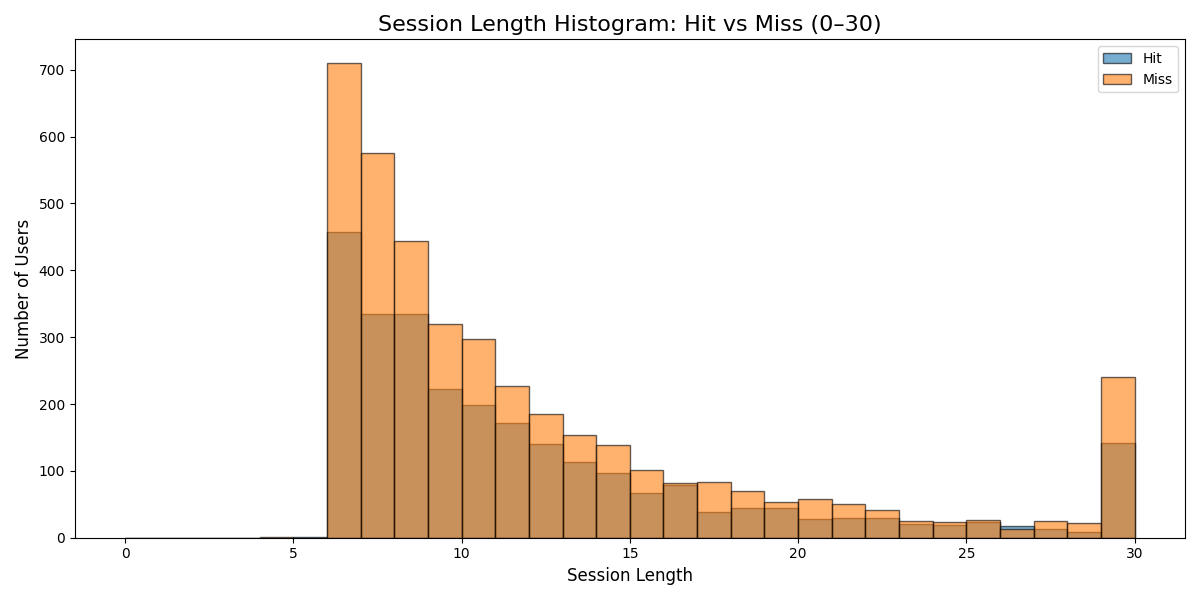 Session Length Histogram: Hit vs Miss (0–30)
Hit
Miss
Number of Users
700
600
500
400
300
200
100
0
0 5 10 15 20 25 30
Session Length